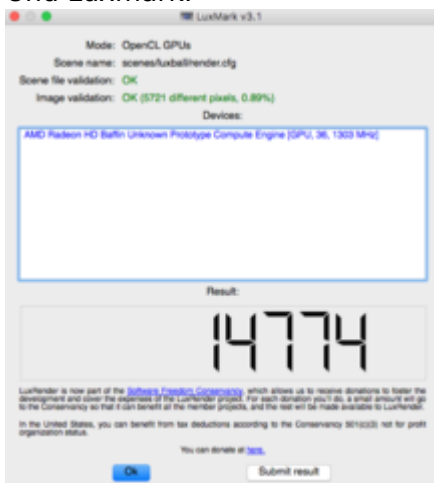 Und Luxmark:
LuxMark v3.1
Mode: OpenCL GPUs
Scene name: scenes/luxball/render.cfg
Scene file validation: OK
Image validation: OK (5721 different pixels, 0.89%)
Devices:
AMD Radeon HD Baffin Unknown Prototype Compute Engine [GPU, 36, 1303 MHz]
Result:
14774
LuxRender is now part of the Software Freedom Conservancy, which allows us to receive donations to foster the
development and cover the expenses of the LuxRender project. For each donation you'll do, a small amount will go
to the Conservancy so that it can benefit all the member projects, and the rest will be made available to LuxRender.
In the United States, you can benefit from tax deductions according to the Conservancy 501(c)(3) not for profit
organization status.
You can donate at here.
Ok
Submit result